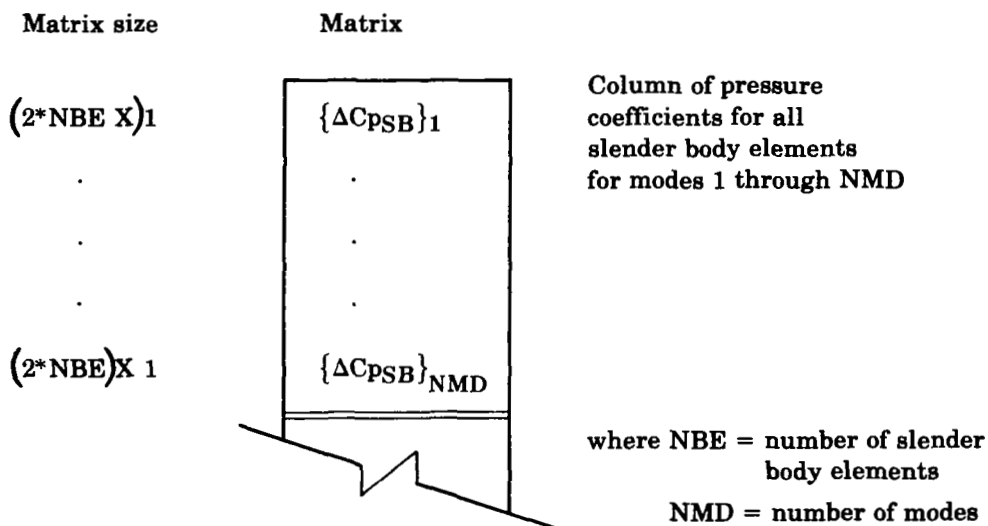 Matrix size Matrix
(2*NBE X)1 {ΔCpSB}1 Column of pressure
coefficients for all
slender body elements
for modes 1 through NMD
.
.
.
.
.
.
(2*NBE)X 1 {ΔCpSB}NMD
where NBE = number of slender
body elements
NMD = number of modes